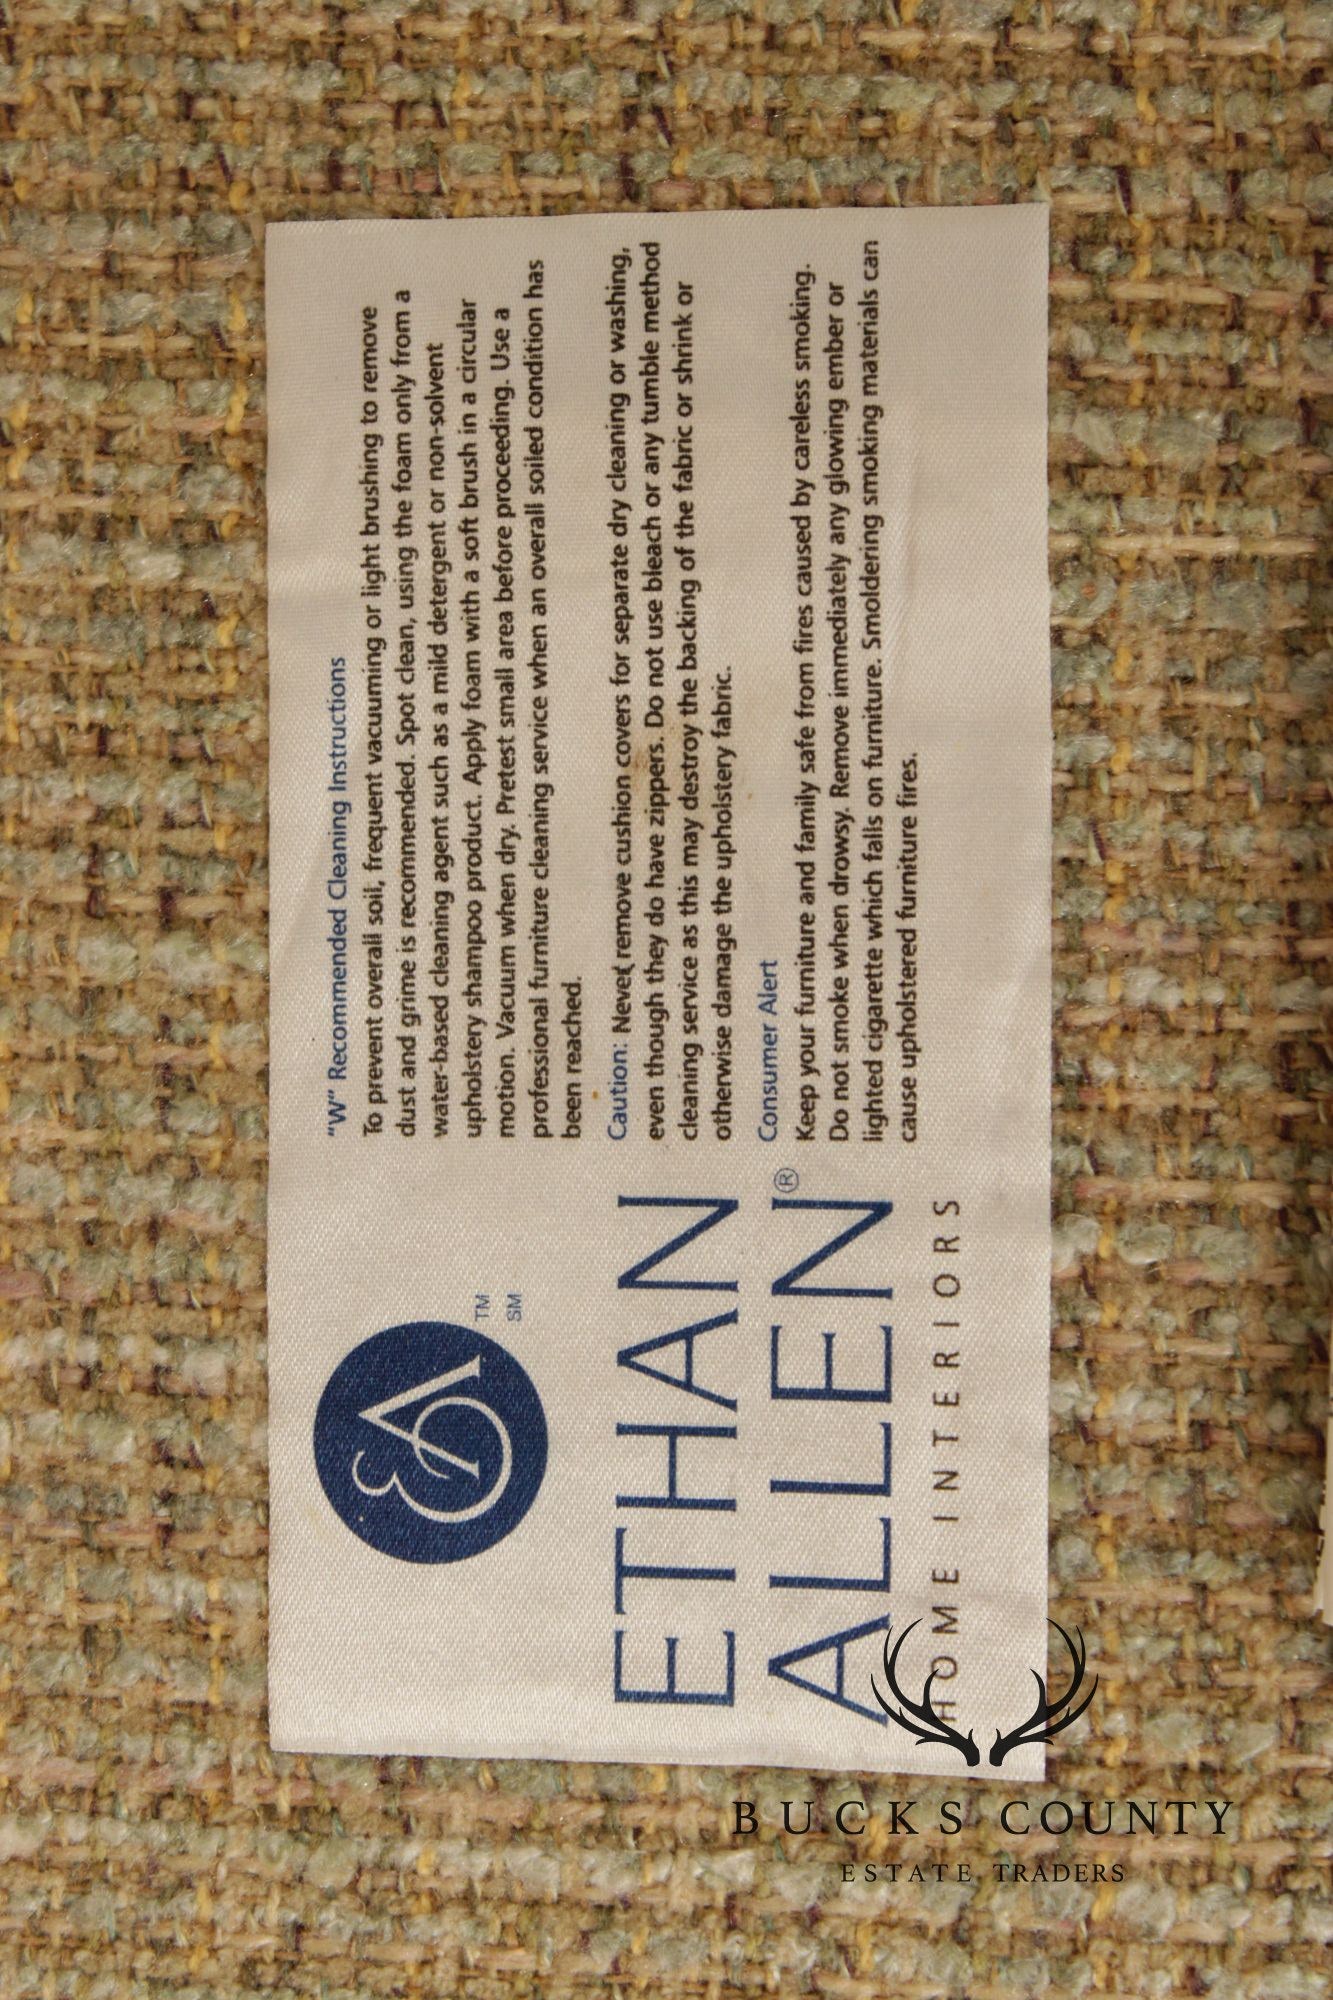 EA
TM
SM
ETHAN
ALLEN®
HOME INTERIORS
"W" Recommended Cleaning Instructions
To prevent overall soil, frequent vacuuming or light brushing to remove
dust and grime is recommended. Spot clean, using the foam only from a
water-based cleaning agent such as a mild detergent or non-solvent
upholstery shampoo product. Apply foam with a soft brush in a circular
motion. Vacuum when dry. Pretest small area before proceeding. Use a
professional furniture cleaning service when an overall soiled condition has
been reached.
Caution: Never remove cushion covers for separate dry cleaning or washing,
even though they do have zippers. Do not use bleach or any tumble method
cleaning service as this may destroy the backing of the fabric or shrink or
otherwise damage the upholstery fabric.
Consumer Alert
Keep your furniture and family safe from fires caused by careless smoking.
Do not smoke when drowsy. Remove immediately any glowing ember or
lighted cigarette which falls on furniture. Smoldering smoking materials can
cause upholstered furniture fires.
BUCKS COUNTY
ESTATE TRADERS